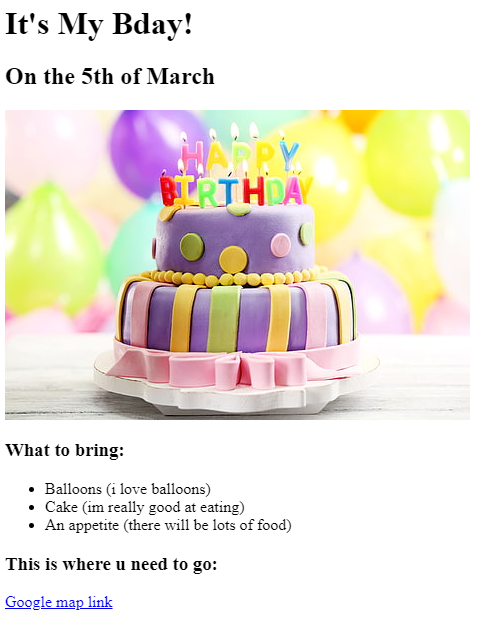 It's My Bday!
On the 5th of March
HAPPY
BIRTHDAY
What to bring:
Balloons (i love balloons)
Cake (im really good at eating)
An appetite (there will be lots of food)
This is where u need to go:
Google map link